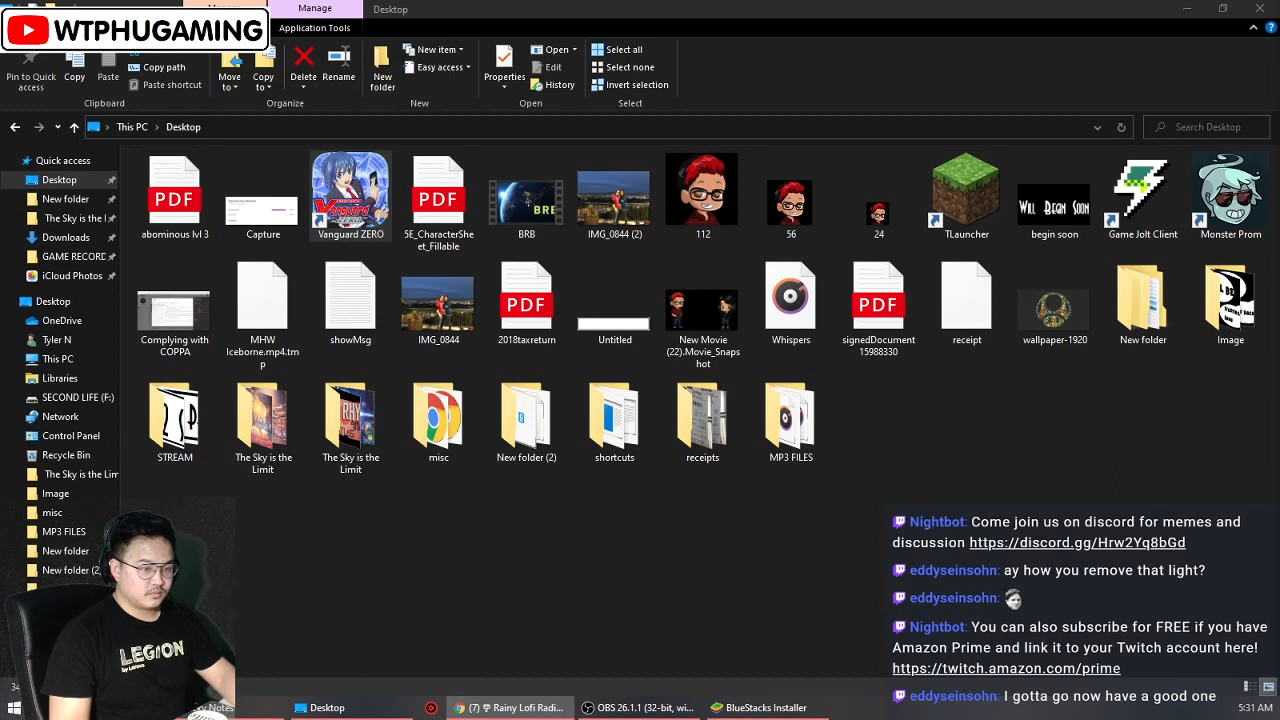 Manage
Desktop
WTPHUGAMING
Application Tools
Pin to Quick access
Copy
Paste
Copy path
Paste shortcut
Move to
Copy to
Delete
Rename
New folder
New item
Easy access
Properties
Open
Edit
History
Select all
Select none
Invert selection
Clipboard
Organize
New
Open
Select
This PC
Desktop
Search Desktop
Quick access
Desktop
New folder
The Sky is the l
Downloads
GAME RECORD
iCloud Photos
Desktop
OneDrive
Tyler N
This PC
Libraries
SECOND LIFE (F:)
Network
Control Panel
Recycle Bin
The Sky is the Lim
Image
misc
MP3 FILES
New folder
New folder (2)
PDF
abominous lvl 3
Capture
Vanguard
Vanguard ZERO
PDF
5E_CharacterShe
et_Fillable
BR
BRB
IMG_0844 (2)
112
56
24
TLauncher
begin soon
Game Jolt Client
Monster Prom
Complying with
COPPA
MHW
Iceborne.mp4.tm
p
showMsg
IMG_0844
PDF
2018taxreturn
Untitled
New Movie
(22).Movie_Snaps
hot
Whispers
PDF
signedDocument
15988330
receipt
wallpaper-1920
New folder
Image
STREAM
The Sky is the
Limit
The Sky is the
Limit
misc
New folder (2)
shortcuts
receipts
MP3 FILES
LEGION
by Lenovo
Nightbot: Come join us on discord for memes and
discussion https://discord.gg/Hrw2Yq8bGd
eddyseinsohn: ay how you remove that light?
eddyseinsohn:
Nightbot: You can also subscribe for FREE if you have
Amazon Prime and link it to your Twitch account here!
https://twitch.amazon.com/prime
eddyseinsohn: I gotta go now have a good one
Notes
Desktop
(7) Rainy Lofi Radi...
OBS 26.1.1 (64-bit, wi...
BlueStacks Installer
5:31 AM